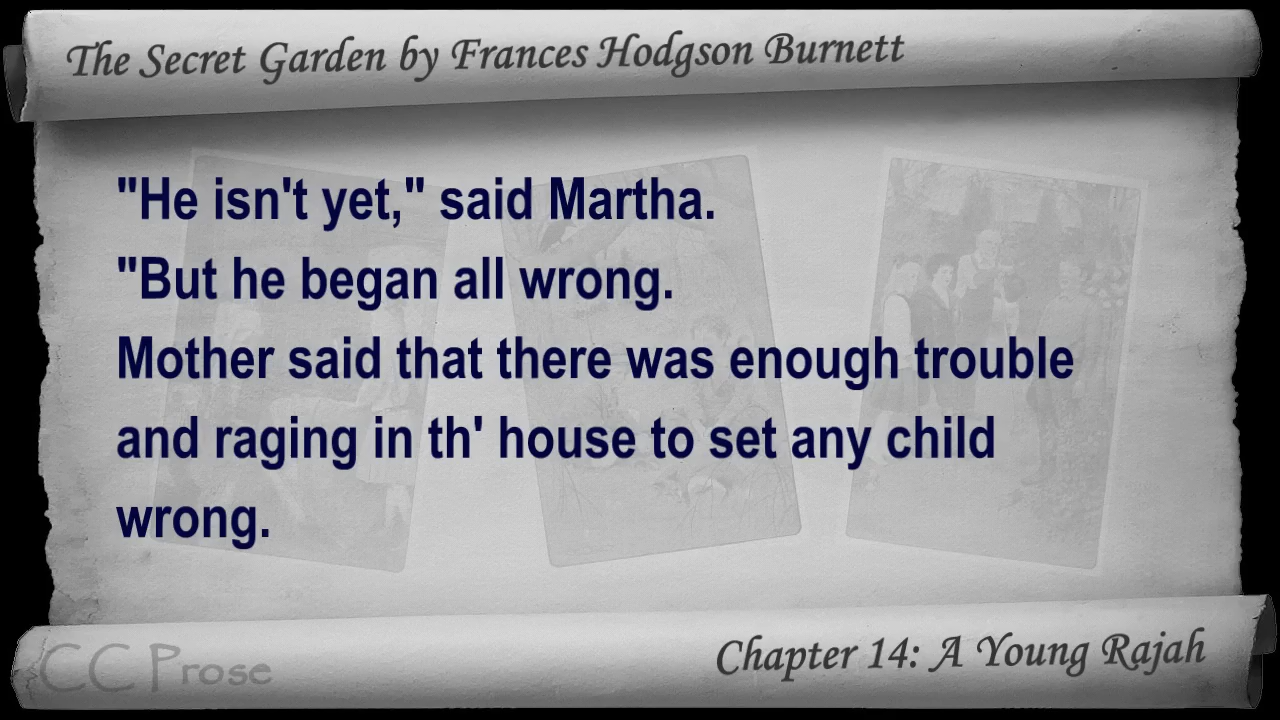 The Secret Garden by Frances Hodgson Burnett
"He isn't yet," said Martha.
"But he began all wrong.
Mother said that there was enough trouble
and raging in th' house to set any child
wrong.
CC Prose
Chapter 14: A Young Rajah